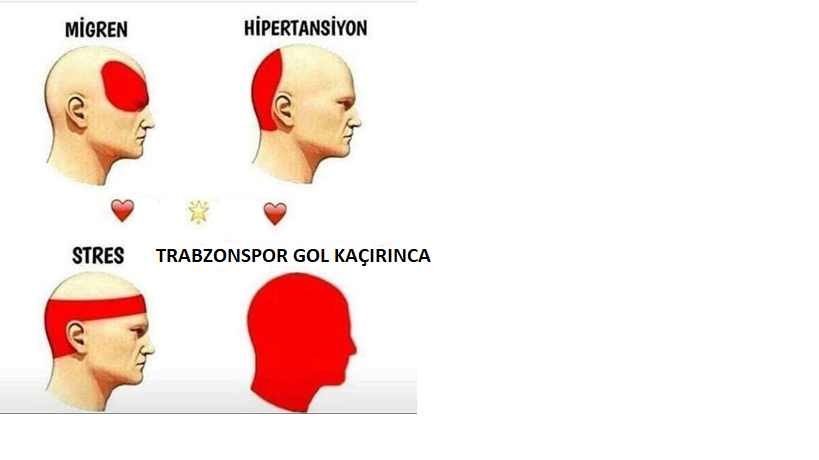 MİGREN
HİPERTANSİYON
STRES
TRABZONSPOR GOL KAÇIRINCA